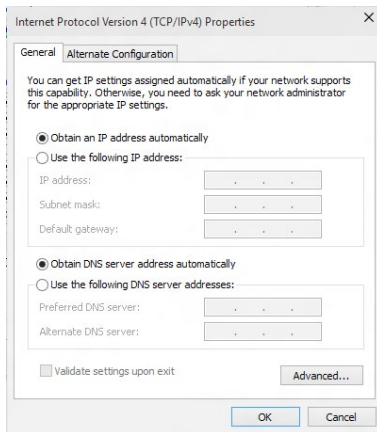 Internet Protocol Version 4 (TCP/IPv4) Properties
General
Alternate Configuration
You can get IP settings assigned automatically if your network supports
this capability. Otherwise, you need to ask your network administrator
for the appropriate IP settings.
Obtain an IP address automatically
Use the following IP address:
IP address:
Subnet mask:
Default gateway:
Obtain DNS server address automatically
Use the following DNS server addresses:
Preferred DNS server:
Alternate DNS server:
Validate settings upon exit
Advanced...
OK
Cancel